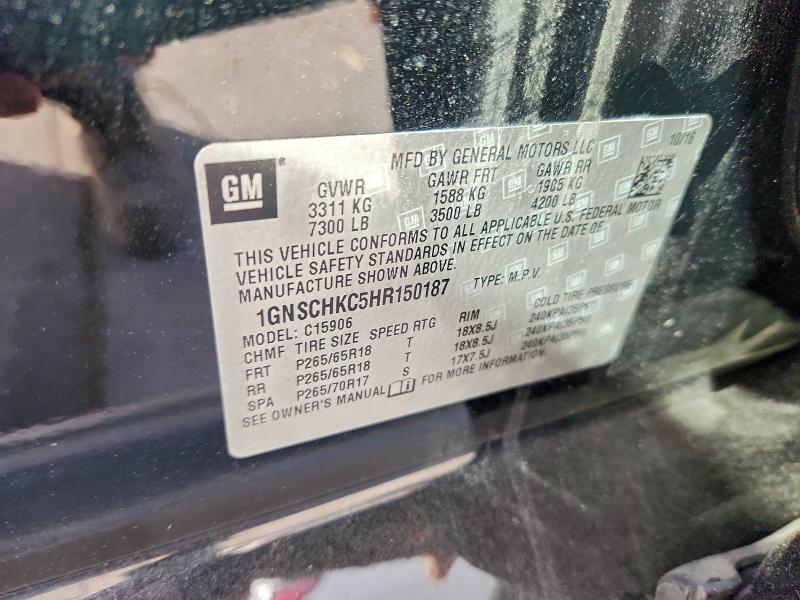 GM
MFD BY GENERAL MOTORS LLC 10/16
GVWR GAWR FRT GAWR RR
3311 KG 1588 KG 1905 KG
7300 LB 3500 LB 4200 LB
THIS VEHICLE CONFORMS TO ALL APPLICABLE U.S. FEDERAL MOTOR
VEHICLE SAFETY STANDARDS IN EFFECT ON THE DATE OF
MANUFACTURE SHOWN ABOVE.
1GNSCHKC5HR150187 TYPE: M.P.V.
MODEL: C15906
CHMF TIRE SIZE SPEED RTG RIM COLD TIRE PRESSURE
FRT P265/65R18 T 18X8.5J 240KPA(35PSI)
RR P265/65R18 T 18X8.5J 240KPA(35PSI)
SPA P265/70R17 S 17X7.5J 240KPA(35PSI)
SEE OWNER'S MANUAL FOR MORE INFORMATION.